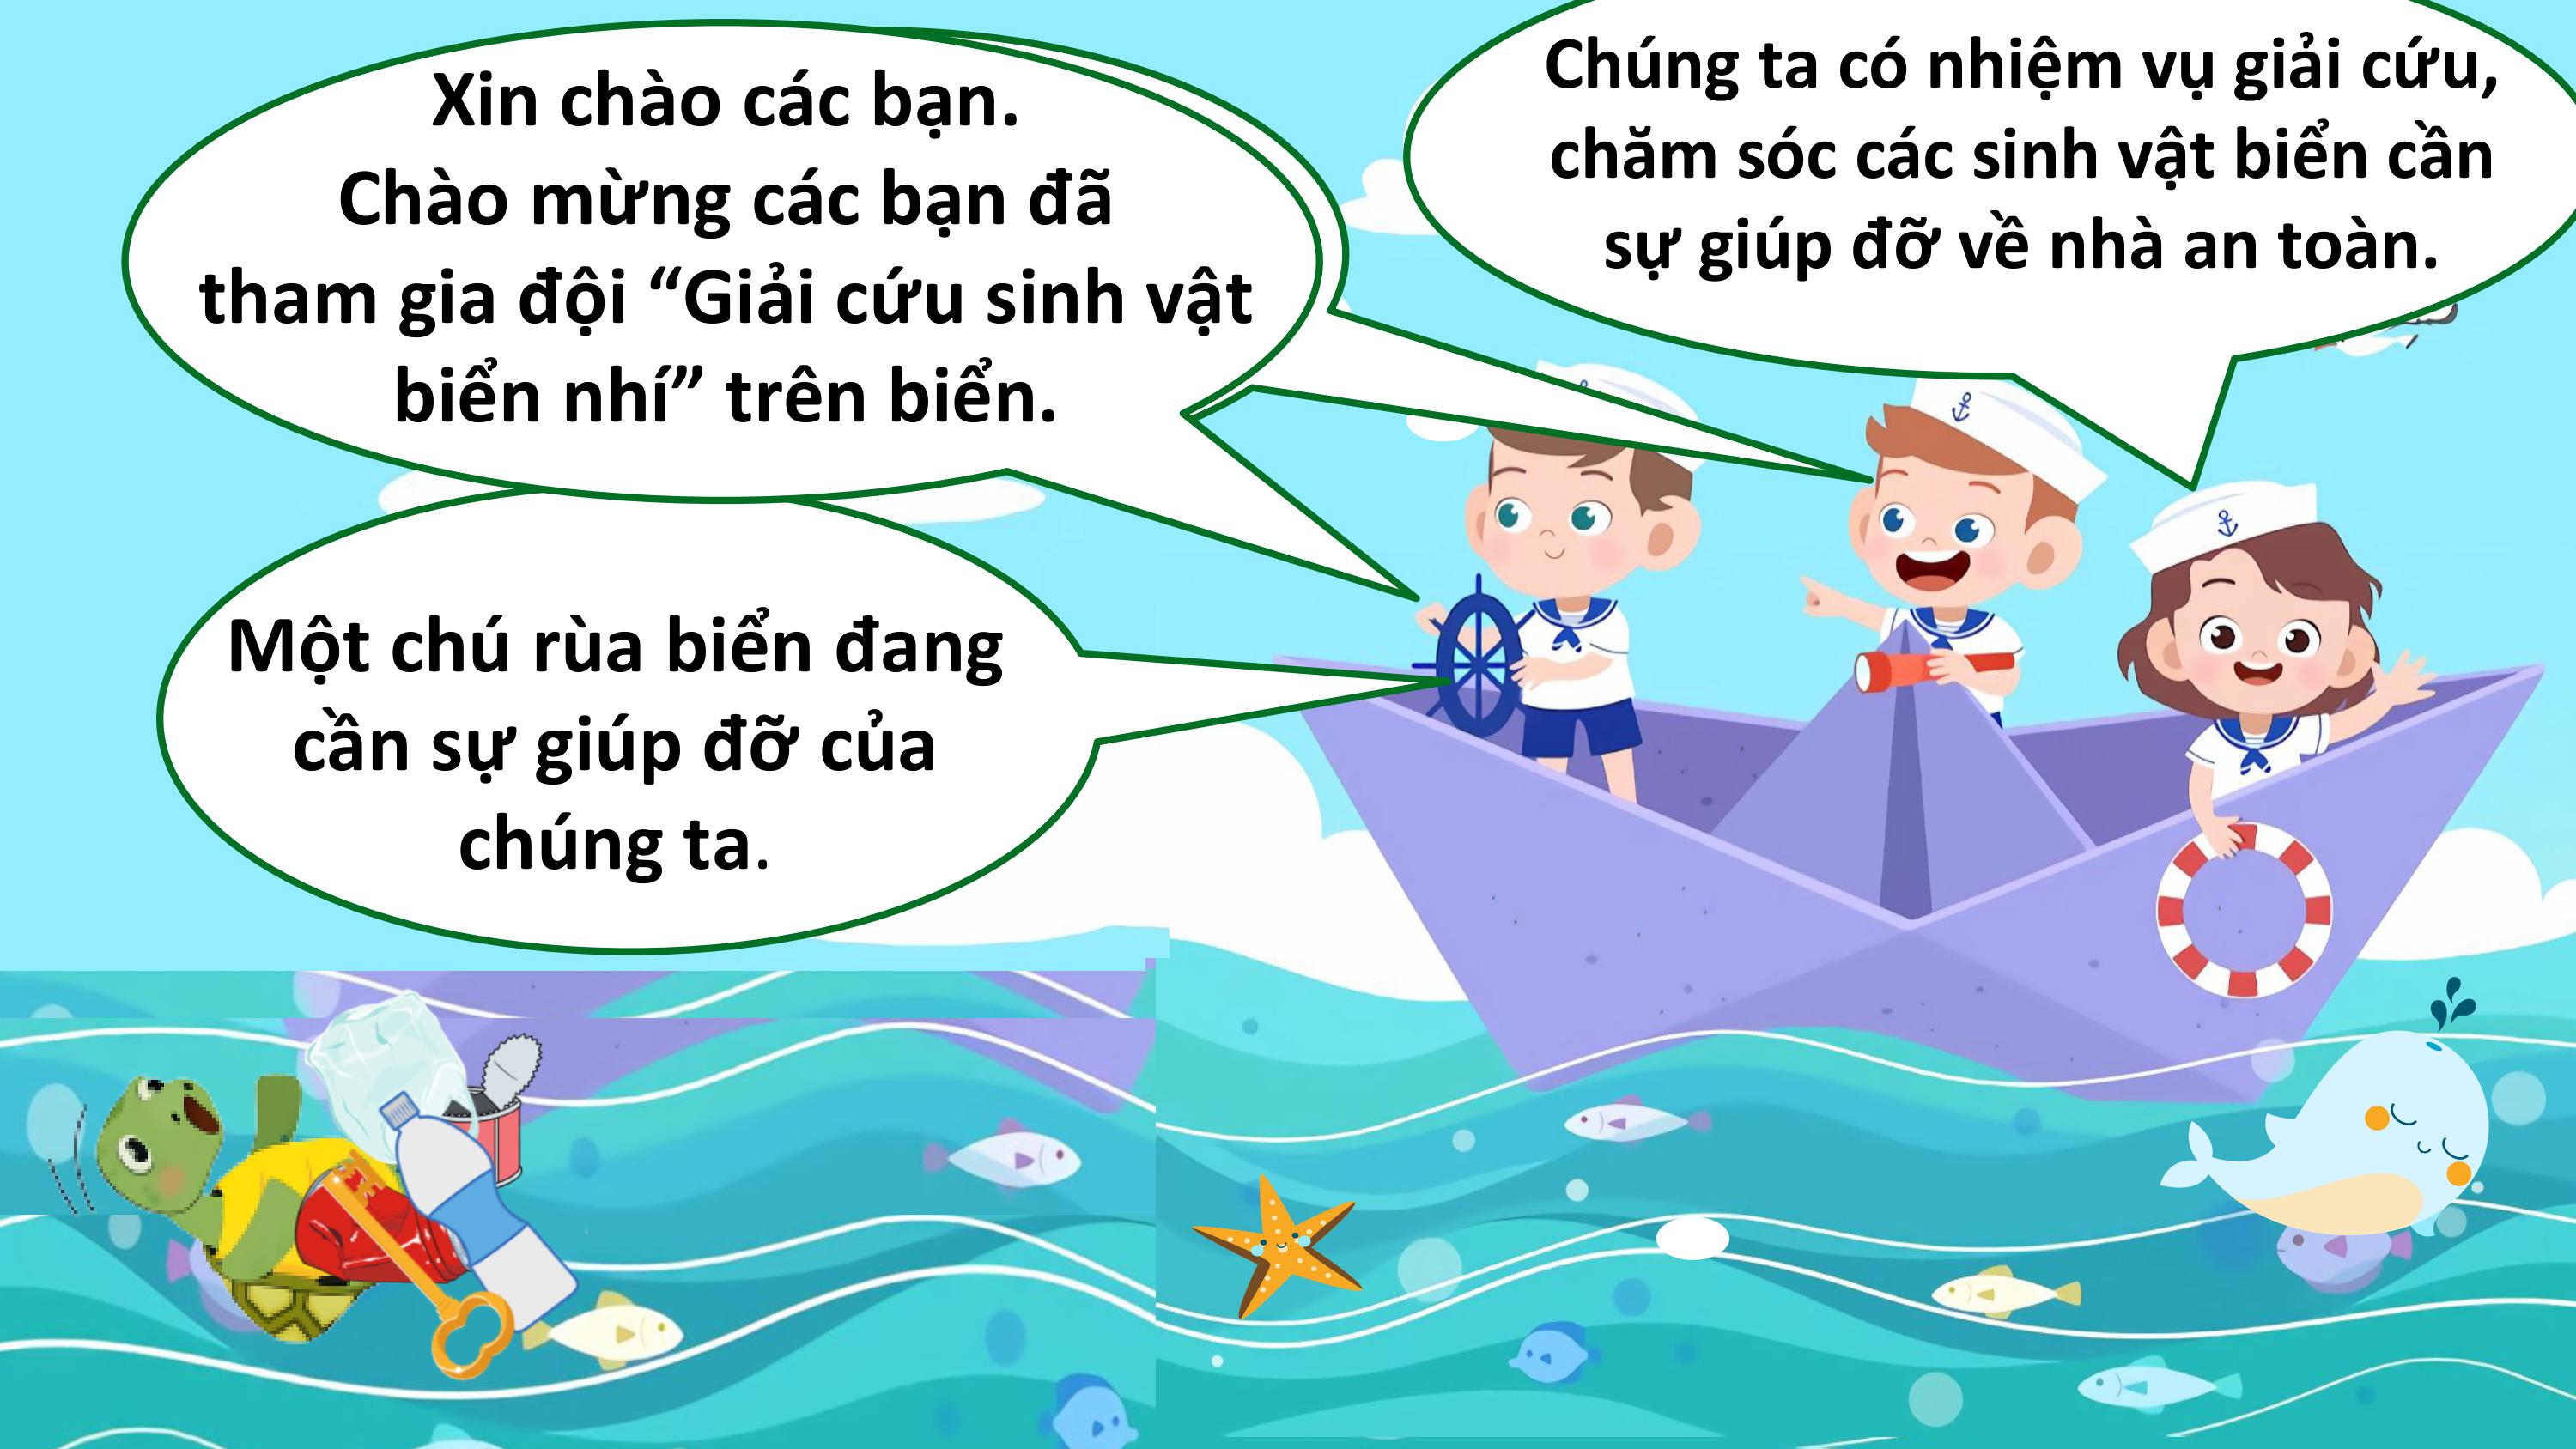 Xin chào các bạn.
Chào mừng các bạn đã
tham gia đội “Giải cứu sinh vật
biển nhí” trên biển.
Chúng ta có nhiệm vụ giải cứu,
chăm sóc các sinh vật biển cần
sự giúp đỡ về nhà an toàn.
Một chú rùa biển đang
cần sự giúp đỡ của
chúng ta.